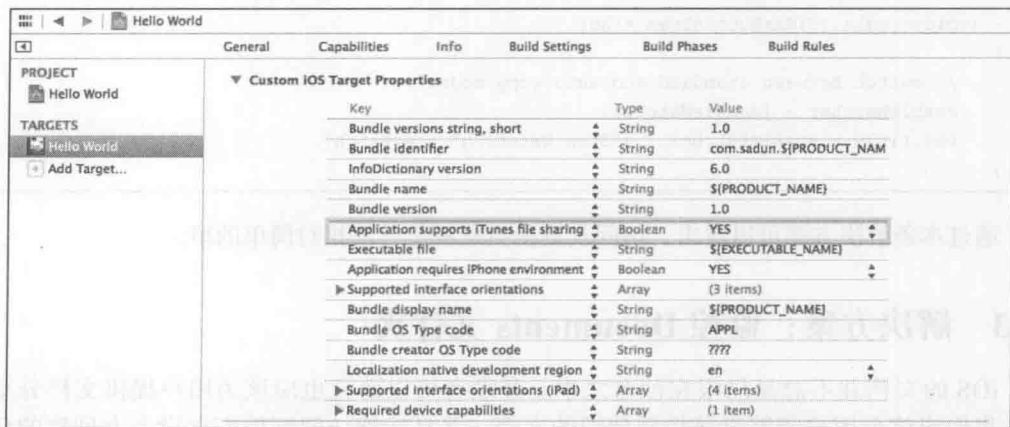 Hello World
General Capabilities Info Build Settings Build Phases Build Rules
PROJECT
Hello World
TARGETS
Hello World
Add Target...
Custom iOS Target Properties
Key Type Value
Bundle versions string, short String 1.0
Bundle identifier String com.sadun.${PRODUCT_NAM
InfoDictionary version String 6.0
Bundle name String ${PRODUCT_NAME}
Bundle version String 1.0
Application supports iTunes file sharing Boolean YES
Executable file String ${EXECUTABLE_NAME}
Application requires iPhone environment Boolean YES
Supported interface orientations Array (3 items)
Bundle display name String ${PRODUCT_NAME}
Bundle OS Type code String APPL
Bundle creator OS Type code String ????
Localization native development region String en
Supported interface orientations (iPad) Array (4 items)
Required device capabilities Array (1 item)